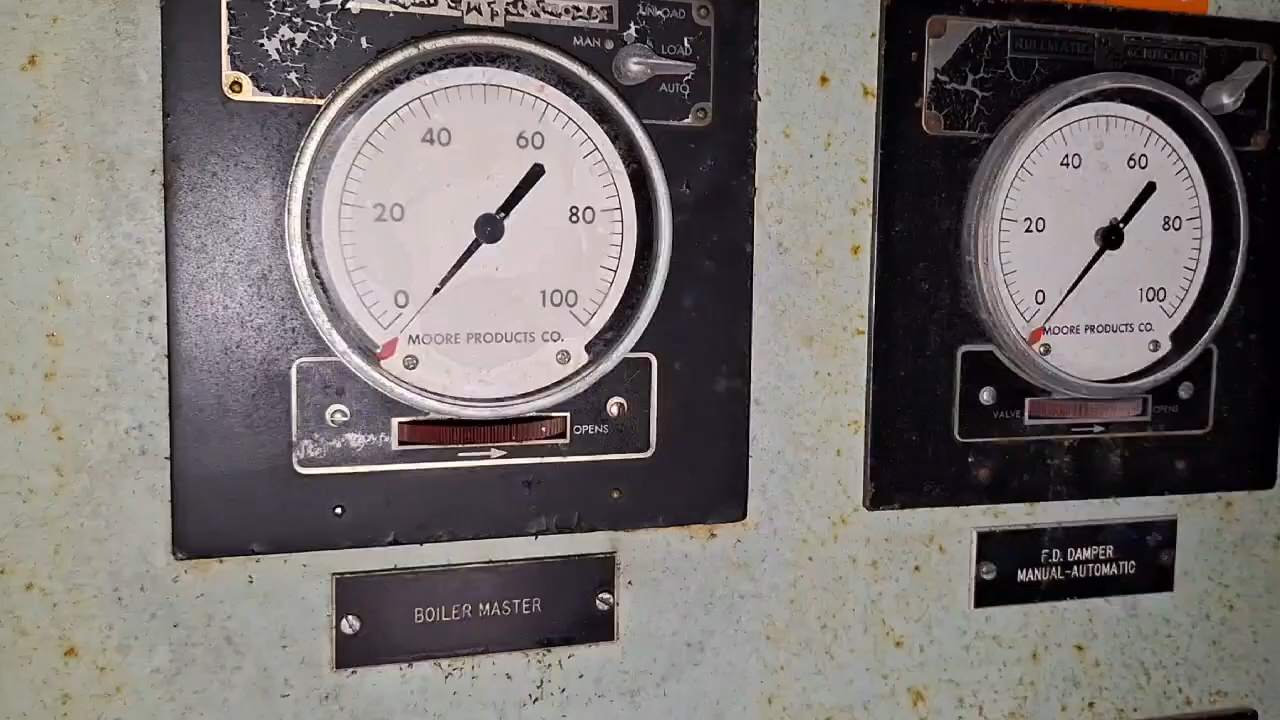 UNLOAD
MAN
LOAD
AUTO
0
20
40
60
80
100
MOORE PRODUCTS CO.
OPENS
BOILER MASTER
NULLMATIC
0
20
40
60
80
100
MOORE PRODUCTS CO.
VALVE
OPENS
F.D. DAMPER
MANUAL-AUTOMATIC